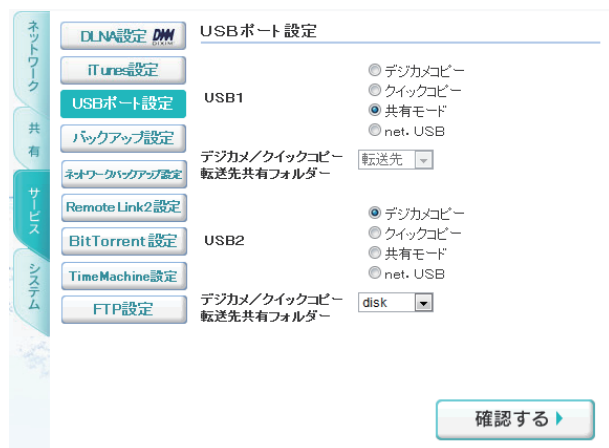 ネットワーク
共有
サービス
システム
DLNA設定
iTunes設定
USBポート設定
バックアップ設定
ネットワークバックアップ設定
Remote Link2設定
BitTorrent設定
TimeMachine設定
FTP設定
USBポート設定
USB1
デジカメコピー
クイックコピー
共有モード
net. USB
デジカメ/クイックコピー
転送先共有フォルダー
転送先
USB2
デジカメコピー
クイックコピー
共有モード
net. USB
デジカメ/クイックコピー
転送先共有フォルダー
disk
確認する